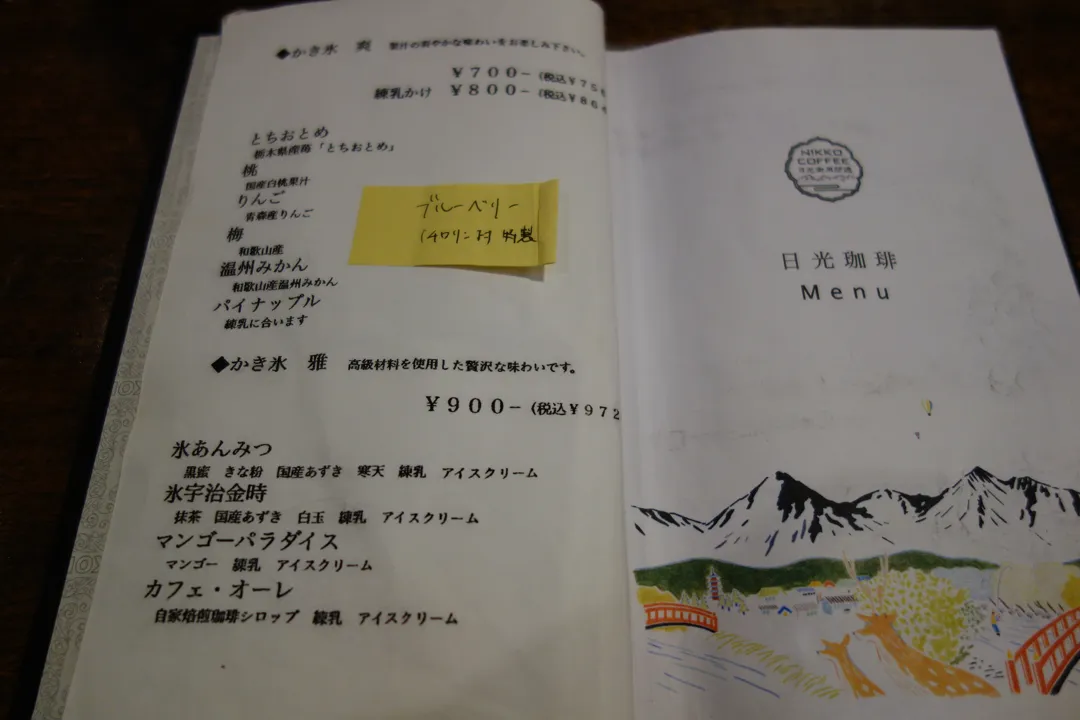 ◆かき氷 爽 果汁の爽やかな味わいをお楽しみ下さい。
¥700-(税込¥756
練乳かけ ¥800-(税込¥864
とちおとめ
栃木県産苺「とちおとめ」
桃
国産白桃果汁
りんご
青森産りんご
梅
和歌山産
温州みかん
和歌山産温州みかん
パイナップル
練乳に合います
ブルーベリー
特製
◆かき氷 雅 高級材料を使用した贅沢な味わいです。
¥900-(税込¥972
氷あんみつ
黒蜜 きな粉 国産あずき 寒天 練乳 アイスクリーム
氷宇治金時
抹茶 国産あずき 白玉 練乳 アイスクリーム
マンゴーパラダイス
マンゴー 練乳 アイスクリーム
カフェ・オーレ
自家焙煎珈琲シロップ 練乳 アイスクリーム
NIKKO
COFFEE
日光珈琲
Menu